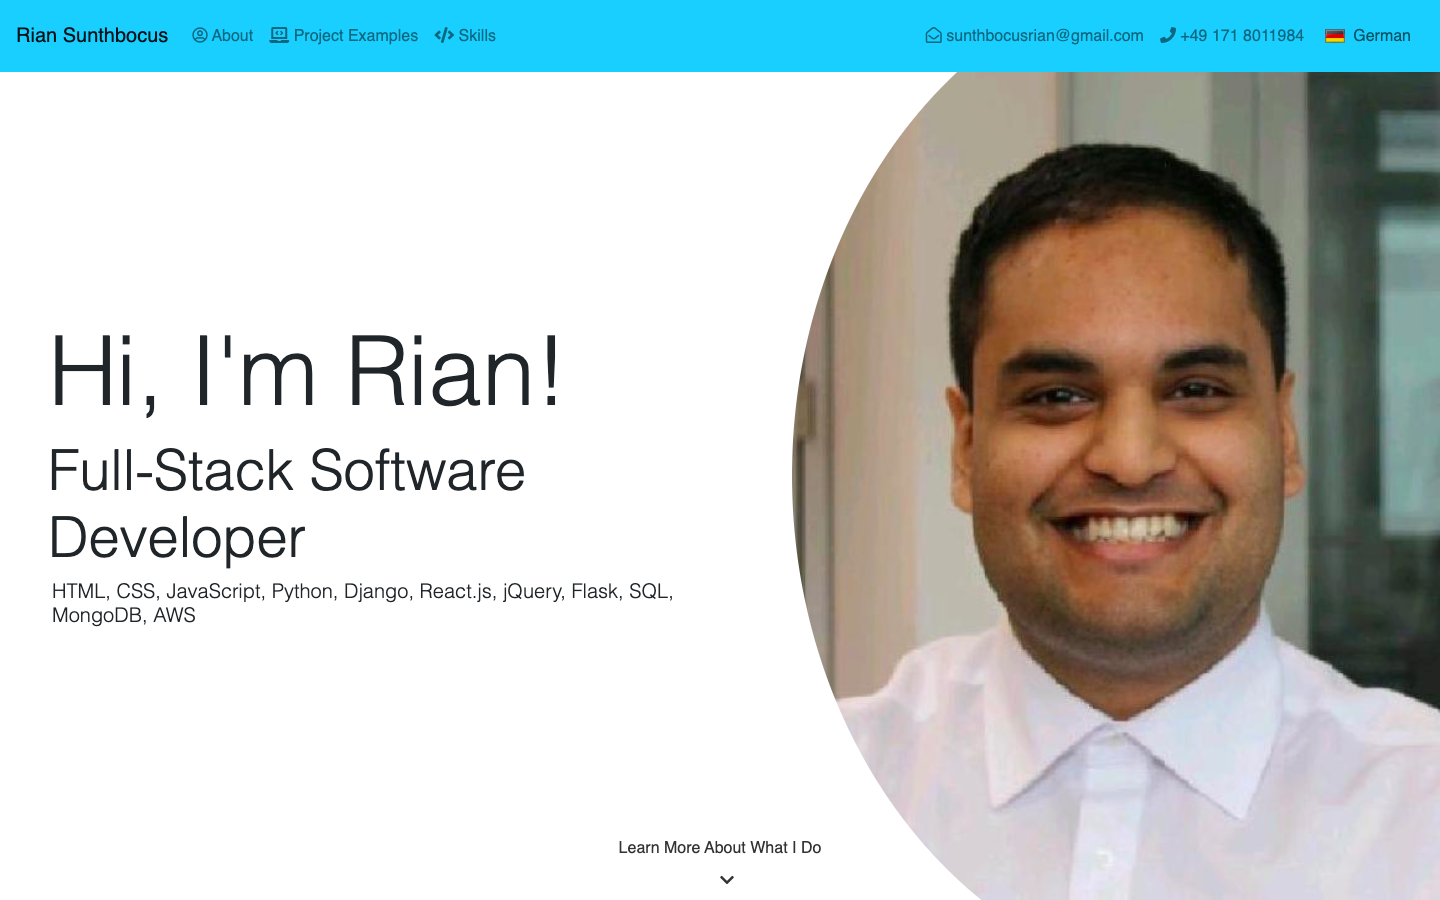 Rian Sunthbocus About Project Examples Skills sunthbocusrian@gmail.com +49 171 8011984 German
Hi, I'm Rian!
Full-Stack Software
Developer
HTML, CSS, JavaScript, Python, Django, React.js, jQuery, Flask, SQL,
MongoDB, AWS
Learn More About What I Do